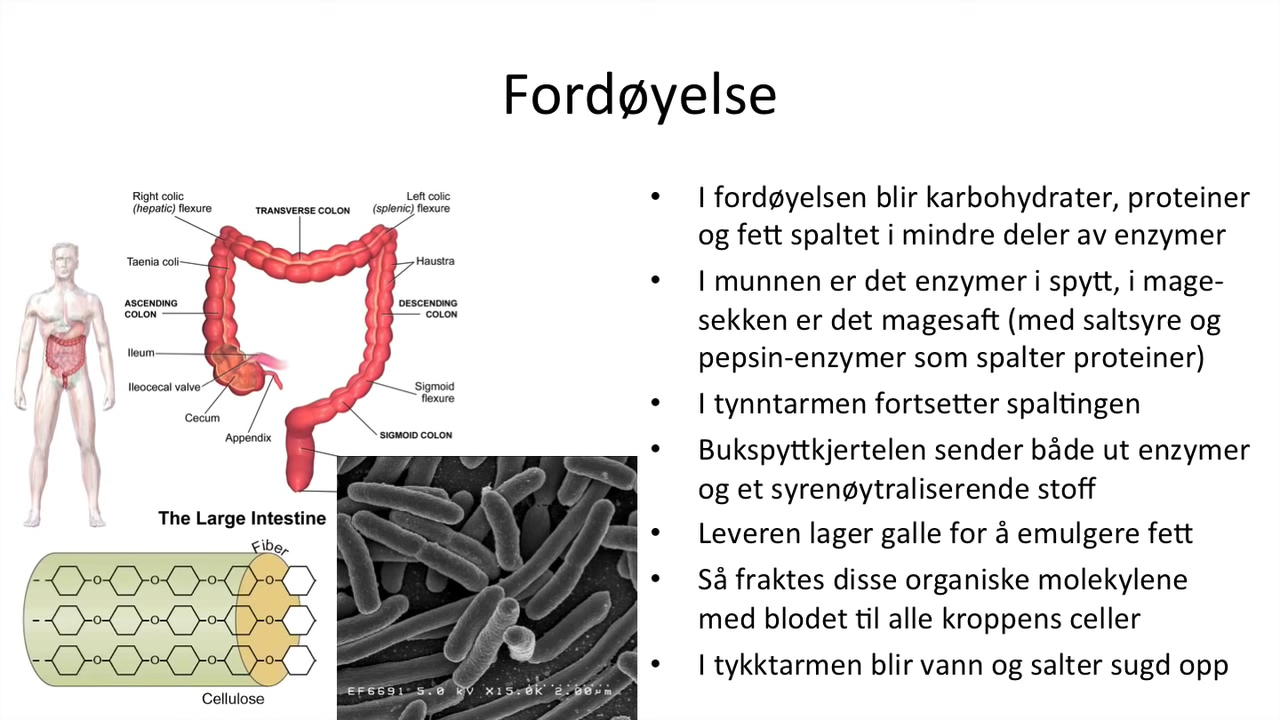 Fordøyelse
Right colic
(hepatic) flexure
TRANSVERSE COLON
Left colic
(splenic) flexure
Taenia coli
Haustra
ASCENDING
COLON
DESCENDING
COLON
Ileum
Ileocecal valve
Cecum
Appendix
Sigmoid
flexure
SIGMOID COLON
The Large Intestine
Fiber
O O O O
O O O O
O O O O
Cellulose
EF6691 5.0 kV X15.0K 2.00µm
• I fordøyelsen blir karbohydrater, proteiner
og fett spaltet i mindre deler av enzymer
• I munnen er det enzymer i spytt, i mage-
sekken er det magesaft (med saltsyre og
pepsin-enzymer som spalter proteiner)
• I tynntarmen fortsetter spaltingen
• Bukspyttkjertelen sender både ut enzymer
og et syrenøytraliserende stoff
• Leveren lager galle for å emulgere fett
• Så fraktes disse organiske molekylene
med blodet til alle kroppens celler
• I tykktarmen blir vann og salter sugd opp